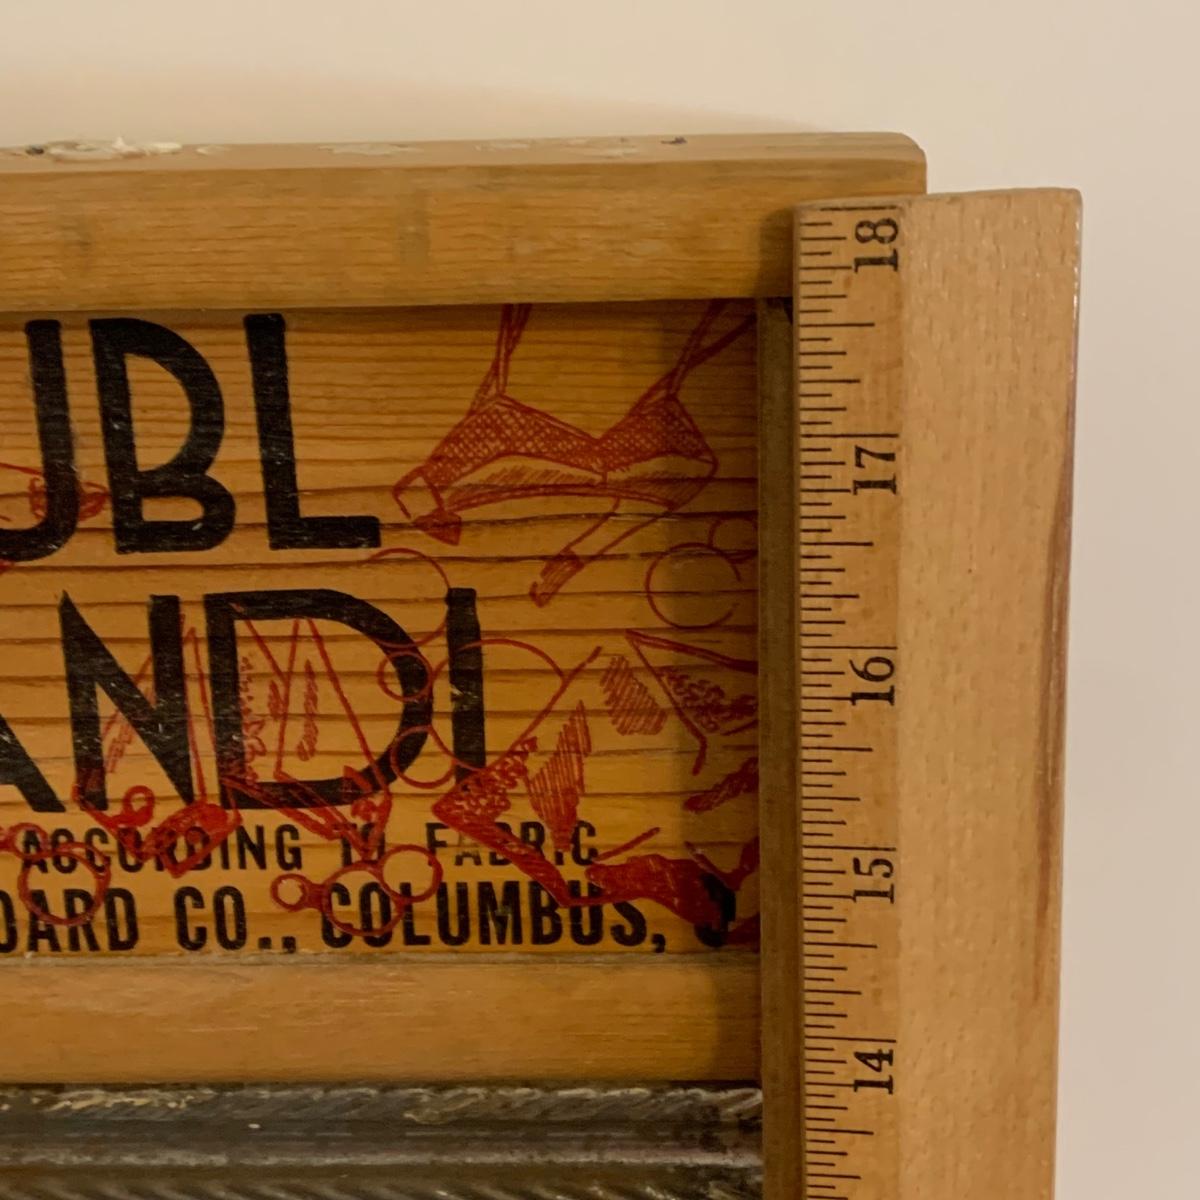 UBL
ANDI
ACCORDING TO FABRIC
OARD CO., COLUMBUS,
18
17
16
15
14